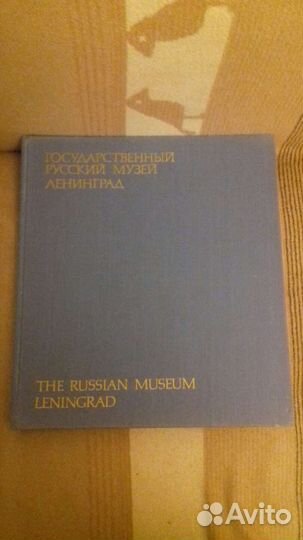 ГОСУДАРСТВЕННЫЙ
РУССКИЙ МУЗЕЙ
ЛЕНИНГРАД
THE RUSSIAN MUSEUM
LENINGRAD
Avito